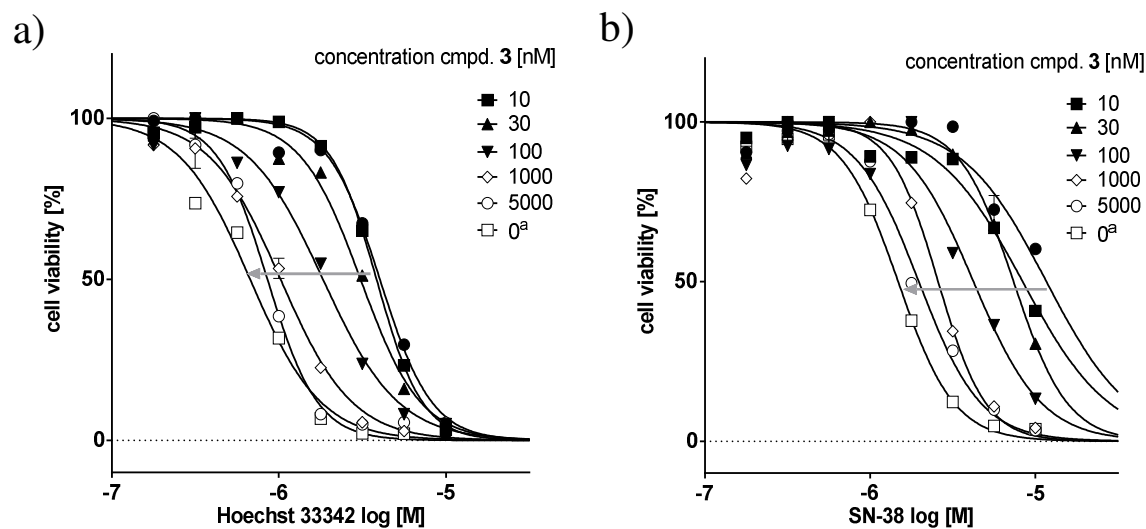 a)
concentration cmpd. 3 [nM]
10
30
100
1000
5000
0a
100
50
0
cell viability [%]
-7
-6
-5
Hoechst 33342 log [M]
b)
concentration cmpd. 3 [nM]
10
30
100
1000
5000
0a
100
50
0
cell viability [%]
-7
-6
-5
SN-38 log [M]